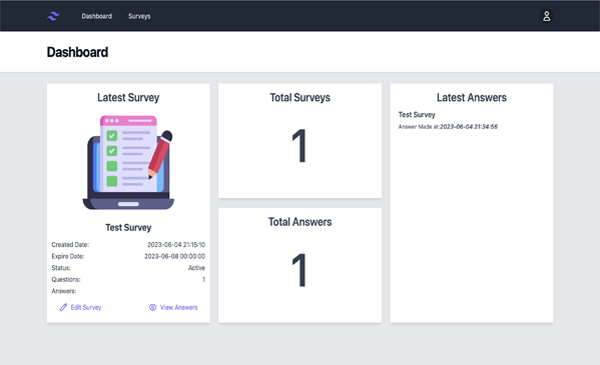 Dashboard Surveys
Dashboard
Latest Survey
Test Survey
Created Date: 2023-06-04 21:15:10
Expire Date: 2023-06-08 00:00:00
Status: Active
Questions: 1
Answers:
Edit Survey View Answers
Total Surveys
1
Total Answers
1
Latest Answers
Test Survey
Answer Made at:2023-06-04 21:34:56